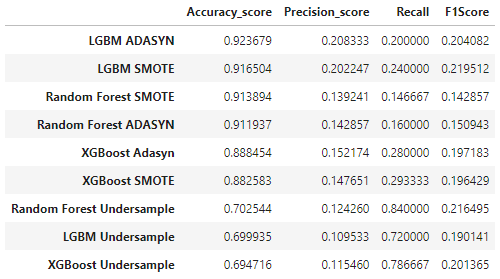 Accuracy_score Precision_score Recall F1Score
LGBM ADASYN 0.923679 0.208333 0.200000 0.204082
LGBM SMOTE 0.916504 0.202247 0.240000 0.219512
Random Forest SMOTE 0.913894 0.139241 0.146667 0.142857
Random Forest ADASYN 0.911937 0.142857 0.160000 0.150943
XGBoost Adasyn 0.888454 0.152174 0.280000 0.197183
XGBoost SMOTE 0.882583 0.147651 0.293333 0.196429
Random Forest Undersample 0.702544 0.124260 0.840000 0.216495
LGBM Undersample 0.699935 0.109533 0.720000 0.190141
XGBoost Undersample 0.694716 0.115460 0.786667 0.201365